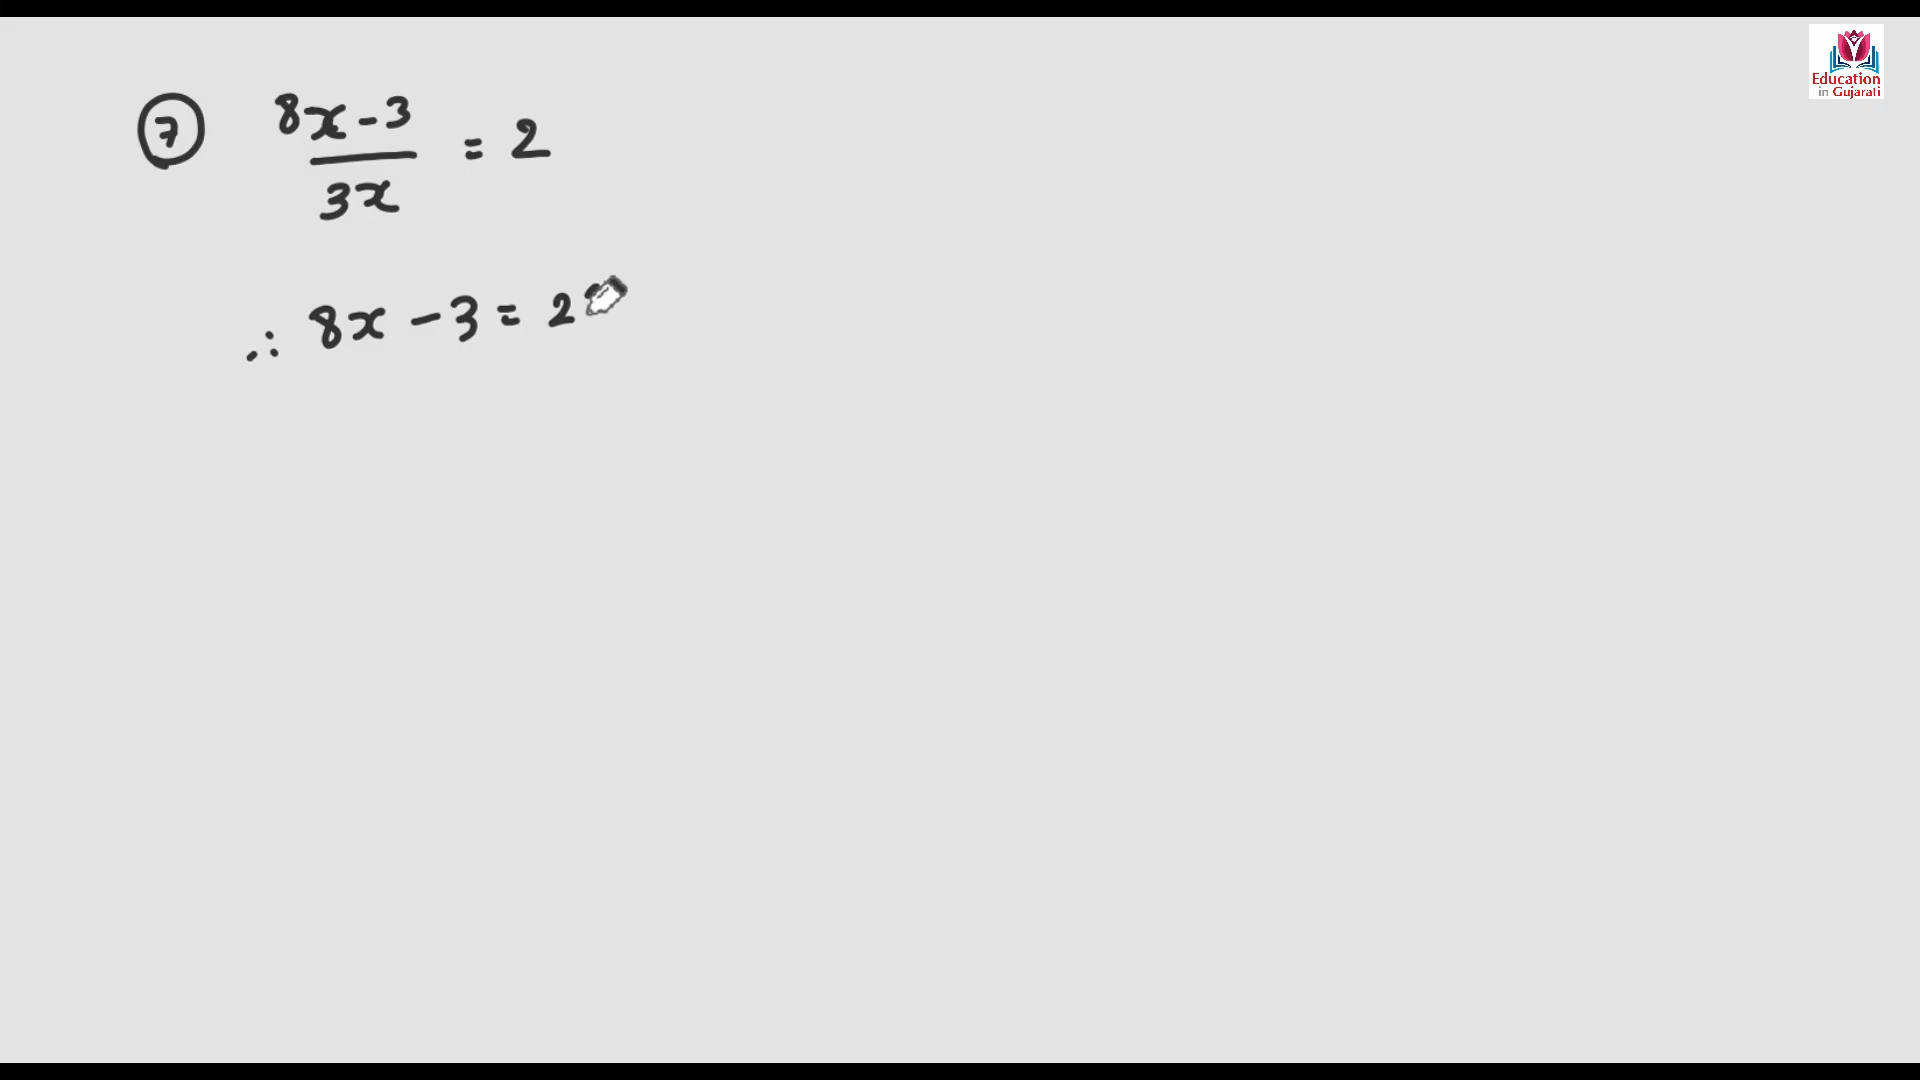 Education
in Gujarati
⑦ (8x-3)/(3x) = 2
∴ 8x - 3 = 2